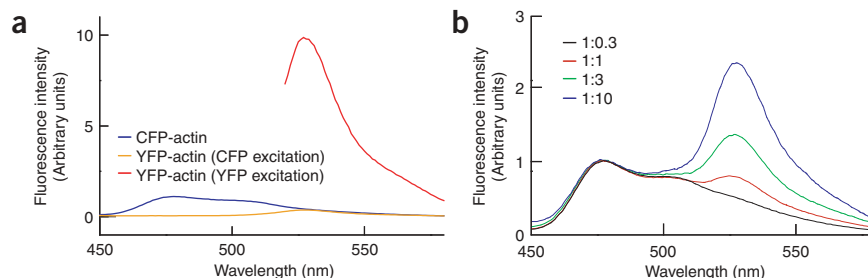 a
Fluorescence intensity
(Arbitrary units)
10
5
0
CFP-actin
YFP-actin (CFP excitation)
YFP-actin (YFP excitation)
450
500
550
Wavelength (nm)
b
Fluorescence intensity
(Arbitrary units)
3
2
1
0
1:0.3
1:1
1:3
1:10
450
500
550
Wavelength (nm)